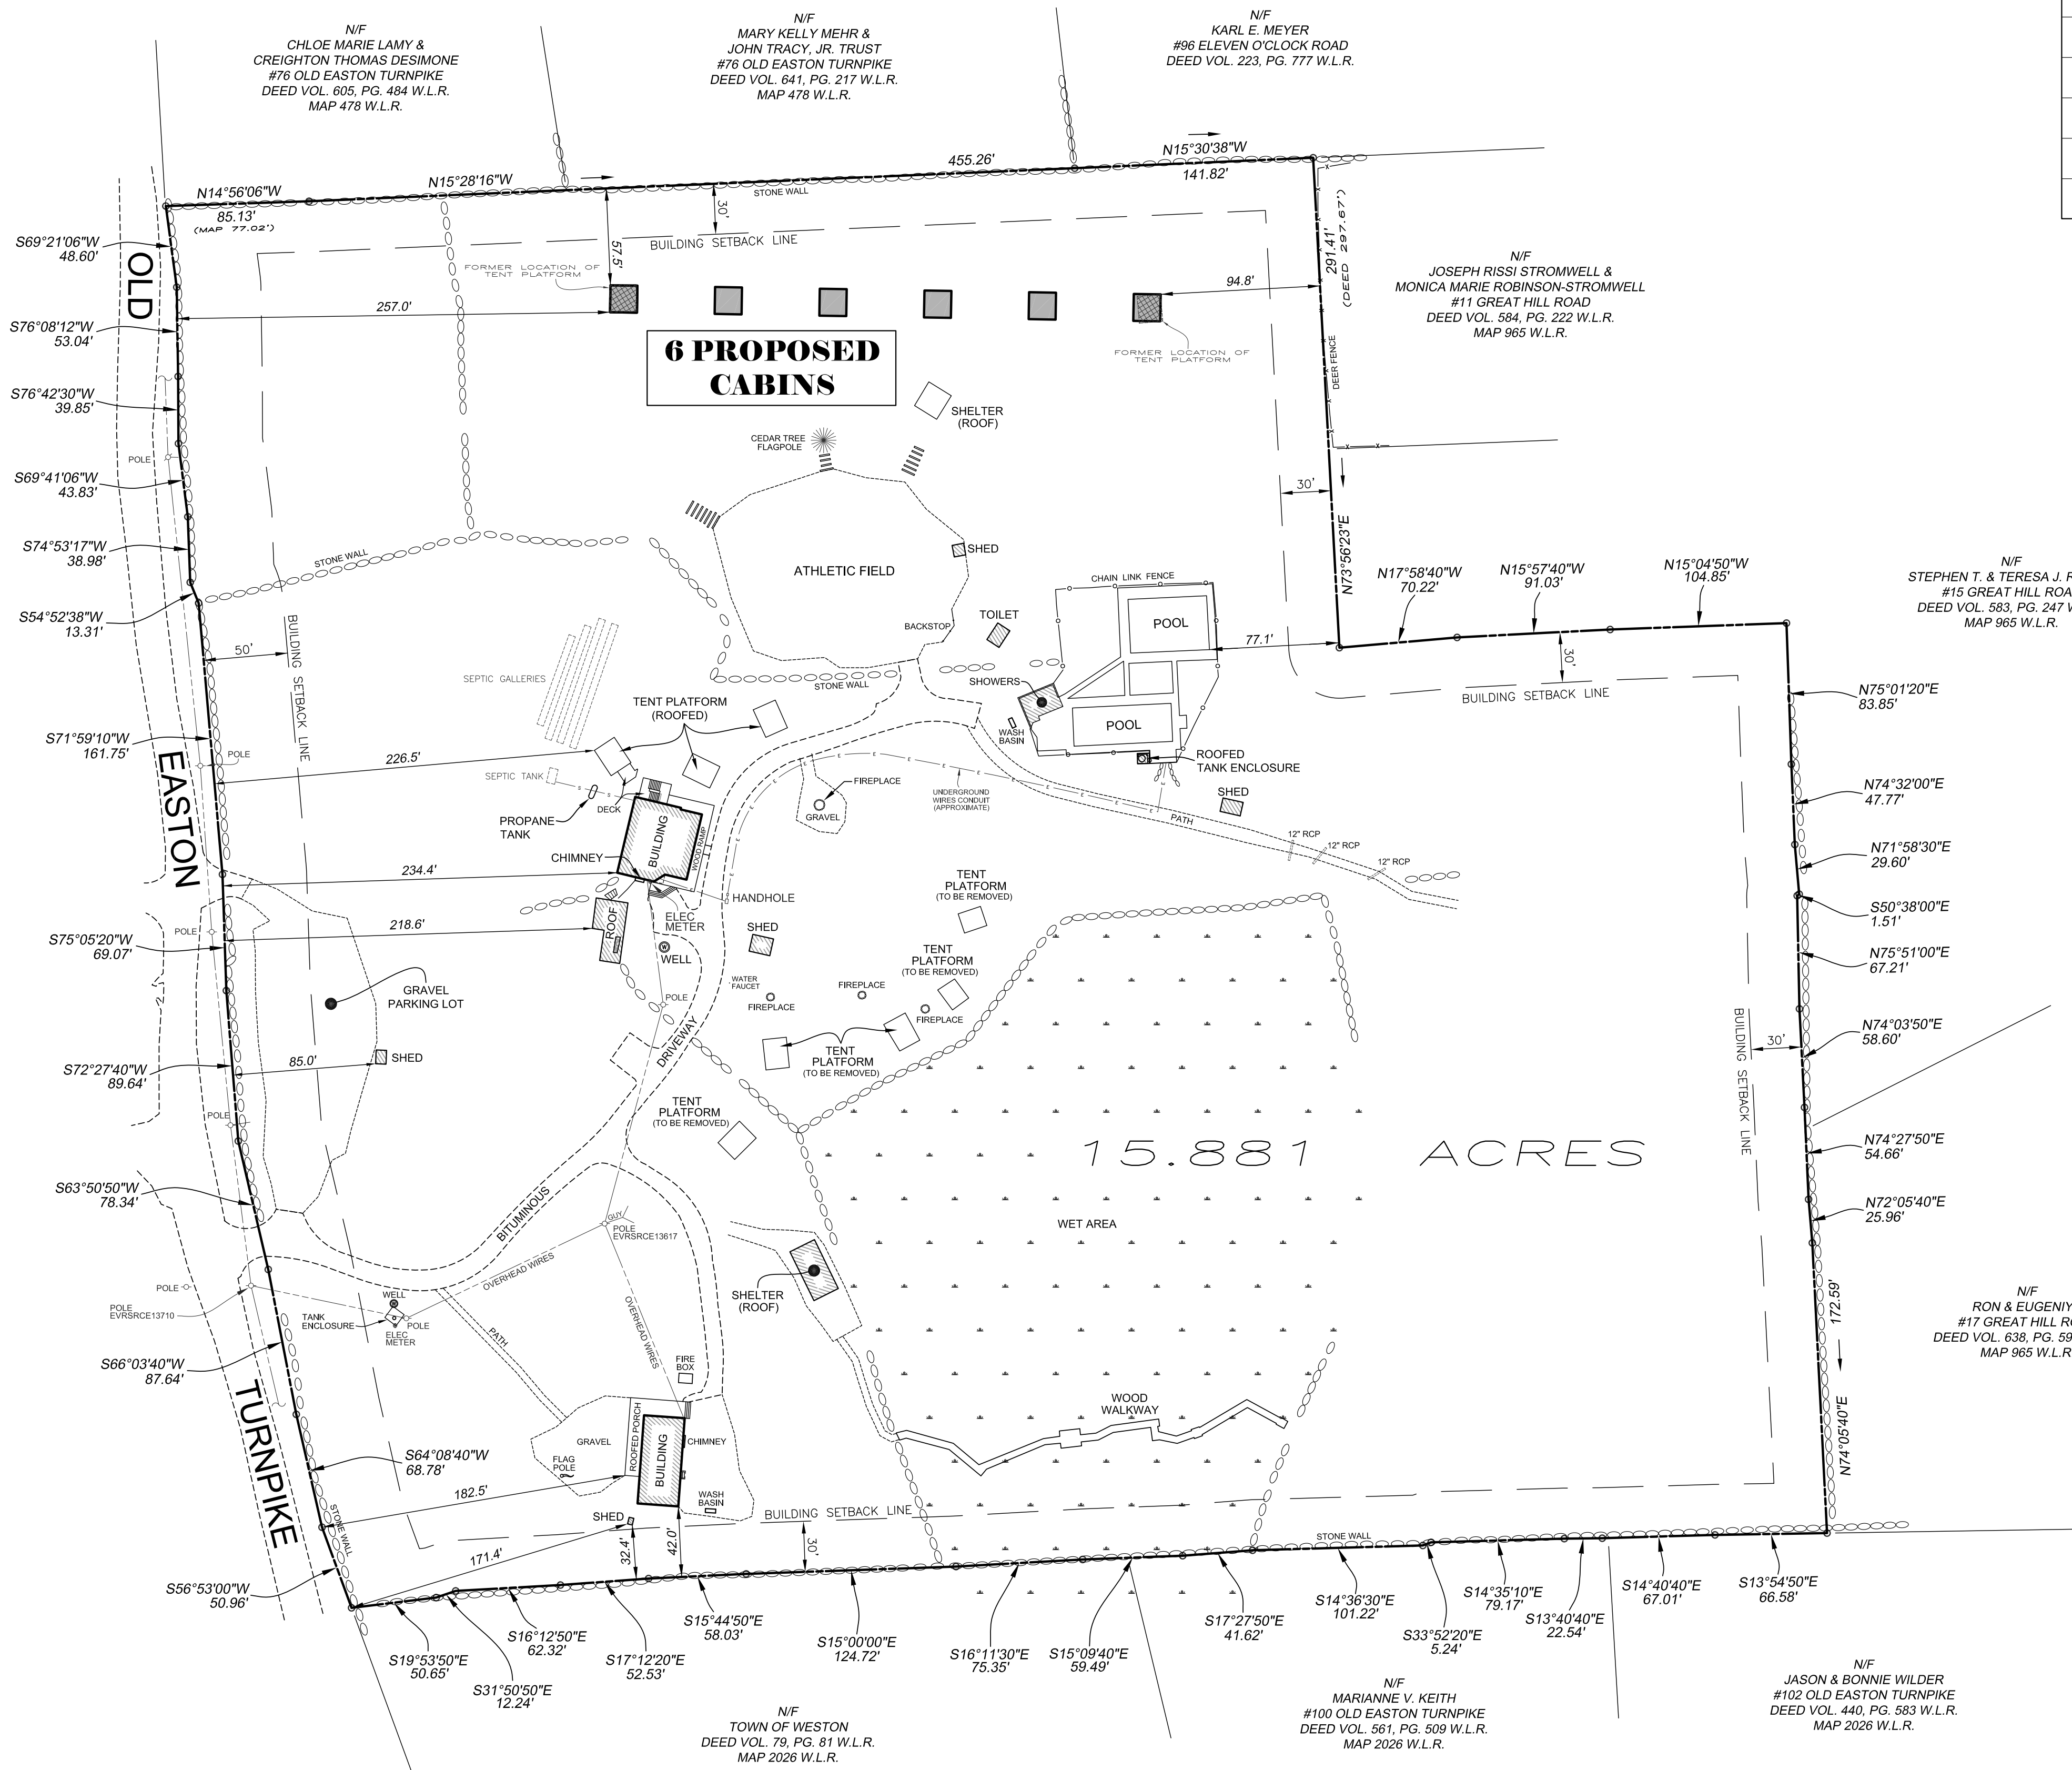 N/F
CHLOE MARIE LAMY &
CREIGHTON THOMAS DESIMONE
#76 OLD EASTON TURNPIKE
DEED VOL. 605, PG. 484 W.L.R.
MAP 478 W.L.R.
N/F
MARY KELLY MEHR &
JOHN TRACY, JR. TRUST
#76 OLD EASTON TURNPIKE
DEED VOL. 641, PG. 217 W.L.R.
MAP 478 W.L.R.
N/F
KARL E. MEYER
#96 ELEVEN O'CLOCK ROAD
DEED VOL. 223, PG. 777 W.L.R.
N14°56'06"W
85.13'
(MAP 77.02')
N15°28'16"W
455.26'
N15°30'38"W
141.82'
STONE WALL
30'
57.5'
BUILDING SETBACK LINE
FORMER LOCATION OF
TENT PLATFORM
257.0'
94.8'
6 PROPOSED
CABINS
FORMER LOCATION OF
TENT PLATFORM
291.41'
(DEED 297.67')
DEER FENCE
N73°56'23"E
30'
N/F
JOSEPH RISSI STROMWELL &
MONICA MARIE ROBINSON-STROMWELL
#11 GREAT HILL ROAD
DEED VOL. 584, PG. 222 W.L.R.
MAP 965 W.L.R.
S69°21'06"W
48.60'
S76°08'12"W
53.04'
S76°42'30"W
39.85'
S69°41'06"W
43.83'
S74°53'17"W
38.98'
S54°52'38"W
13.31'
S71°59'10"W
161.75'
S75°05'20"W
69.07'
S72°27'40"W
89.64'
S63°50'50"W
78.34'
S66°03'40"W
87.64'
S64°08'40"W
68.78'
S56°53'00"W
50.96'
OLD
EASTON
TURNPIKE
POLE
POLE
POLE
POLE
POLE
POLE
EVRSRCE13710
SHELTER
(ROOF)
CEDAR TREE
FLAGPOLE
ATHLETIC FIELD
SHED
BACKSTOP
TOILET
CHAIN LINK FENCE
POOL
POOL
77.1'
SHOWERS
WASH
BASIN
ROOFED
TANK ENCLOSURE
STONE WALL
STONE WALL
50'
BUILDING SETBACK LINE
SEPTIC GALLERIES
TENT PLATFORM
(ROOFED)
226.5'
SEPTIC TANK
DECK
PROPANE
TANK
CHIMNEY
BUILDING
WOOD RAMP
234.4'
218.6'
ROOF
ELEC
METER
HANDHOLE
WELL
FIREPLACE
GRAVEL
UNDERGROUND
WIRES CONDUIT
(APPROXIMATE)
SHED
PATH
12" RCP
12" RCP
12" RCP
N17°58'40"W
70.22'
N15°57'40"W
91.03'
N15°04'50"W
104.85'
30'
BUILDING SETBACK LINE
N/F
STEPHEN T. & TERESA J.
#15 GREAT HILL
DEED VOL. 583, PG. 247
MAP 965 W.L.R.
N75°01'20"E
83.85'
N74°32'00"E
47.77'
N71°58'30"E
29.60'
S50°38'00"E
1.51'
N75°51'00"E
67.21'
N74°03'50"E
58.60'
N74°27'50"E
54.66'
N72°05'40"E
25.96'
172.59'
N74°05'40"E
30'
BUILDING SETBACK LINE
TENT
PLATFORM
(TO BE REMOVED)
TENT
PLATFORM
(TO BE REMOVED)
SHED
WATER
FAUCET
FIREPLACE
FIREPLACE
FIREPLACE
TENT
PLATFORM
(TO BE REMOVED)
TENT
PLATFORM
(TO BE REMOVED)
POLE
DRIVEWAY
BITUMINOUS
GRAVEL
PARKING LOT
85.0'
SHED
15.881 ACRES
WET AREA
GUY
POLE
EVRSRCE13617
OVERHEAD WIRES
OVERHEAD WIRES
WELL
TANK
ENCLOSURE
POLE
ELEC
METER
PATH
SHELTER
(ROOF)
FIRE
BOX
WOOD
WALKWAY
ROOFED PORCH
GRAVEL
BUILDING
CHIMNEY
FLAG
POLE
WASH
BASIN
182.5'
SHED
171.4'
32.4'
42.0'
30'
BUILDING SETBACK LINE
STONE WALL
STONE WALL
N/F
RON &
#17 GREAT HILL
DEED VOL. 638, PG.
MAP 965
S19°53'50"E
50.65'
S31°50'50"E
12.24'
S16°12'50"E
62.32'
S17°12'20"E
52.53'
S15°44'50"E
58.03'
S15°00'00"E
124.72'
S16°11'30"E
75.35'
S15°09'40"E
59.49'
S17°27'50"E
41.62'
S14°36'30"E
101.22'
S33°52'20"E
5.24'
S14°35'10"E
79.17'
S13°40'40"E
22.54'
S14°40'40"E
67.01'
S13°54'50"E
66.58'
N/F
TOWN OF WESTON
DEED VOL. 79, PG. 81 W.L.R.
MAP 2026 W.L.R.
N/F
MARIANNE V. KEITH
#100 OLD EASTON TURNPIKE
DEED VOL. 561, PG. 509 W.L.R.
MAP 2026 W.L.R.
N/F
JASON & BONNIE WILDER
#102 OLD EASTON TURNPIKE
DEED VOL. 440, PG. 583 W.L.R.
MAP 2026 W.L.R.